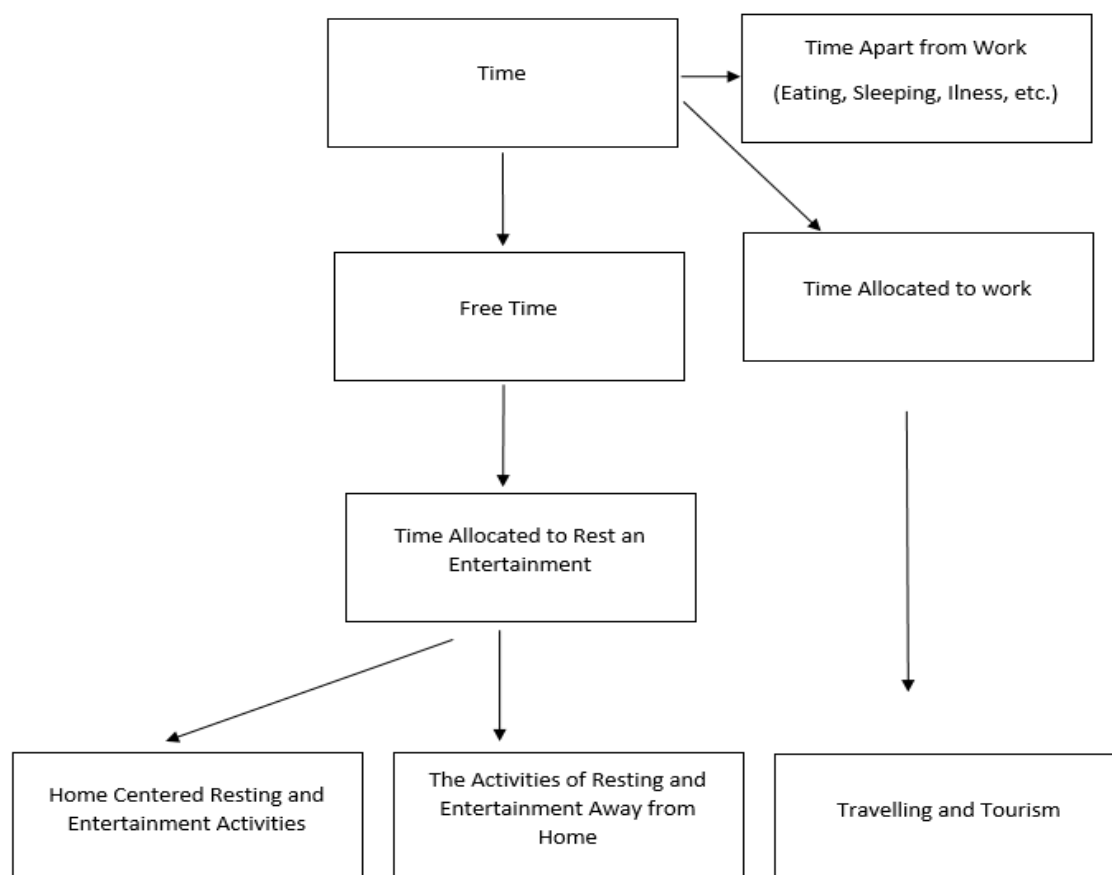 Time
Time Apart from Work
(Eating, Sleeping, Ilness, etc.)
Free Time
Time Allocated to work
Time Allocated to Rest an
Entertainment
Home Centered Resting and
Entertainment Activities
The Activities of Resting and
Entertainment Away from
Home
Travelling and Tourism